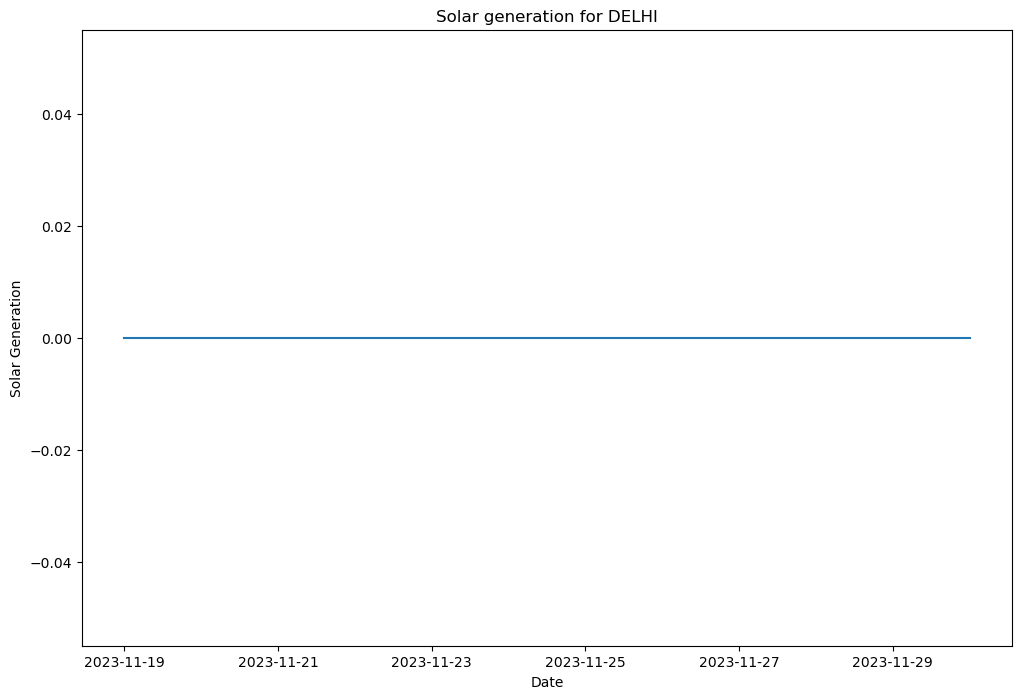 Solar generation for DELHI
Solar Generation
0.04
0.02
0.00
−0.02
−0.04
2023-11-19 2023-11-21 2023-11-23 2023-11-25 2023-11-27 2023-11-29
Date